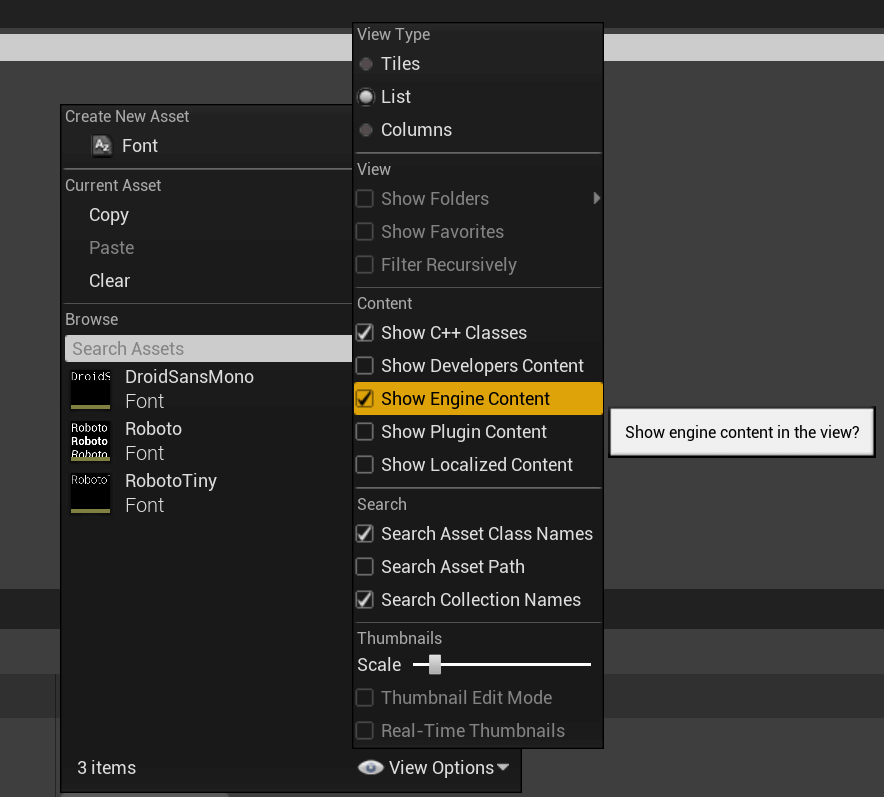 Create New Asset
Font
Current Asset
Copy
Paste
Clear
Browse
Search Assets
DroidS
DroidSansMono
Font
Roboto
Roboto
Roboto
Roboto
Font
Roboto
RobotoTiny
Font
3 items
View Options
View Type
Tiles
List
Columns
View
Show Folders
Show Favorites
Filter Recursively
Content
Show C++ Classes
Show Developers Content
Show Engine Content
Show Plugin Content
Show Localized Content
Search
Search Asset Class Names
Search Asset Path
Search Collection Names
Thumbnails
Scale
Thumbnail Edit Mode
Real-Time Thumbnails
Show engine content in the view?